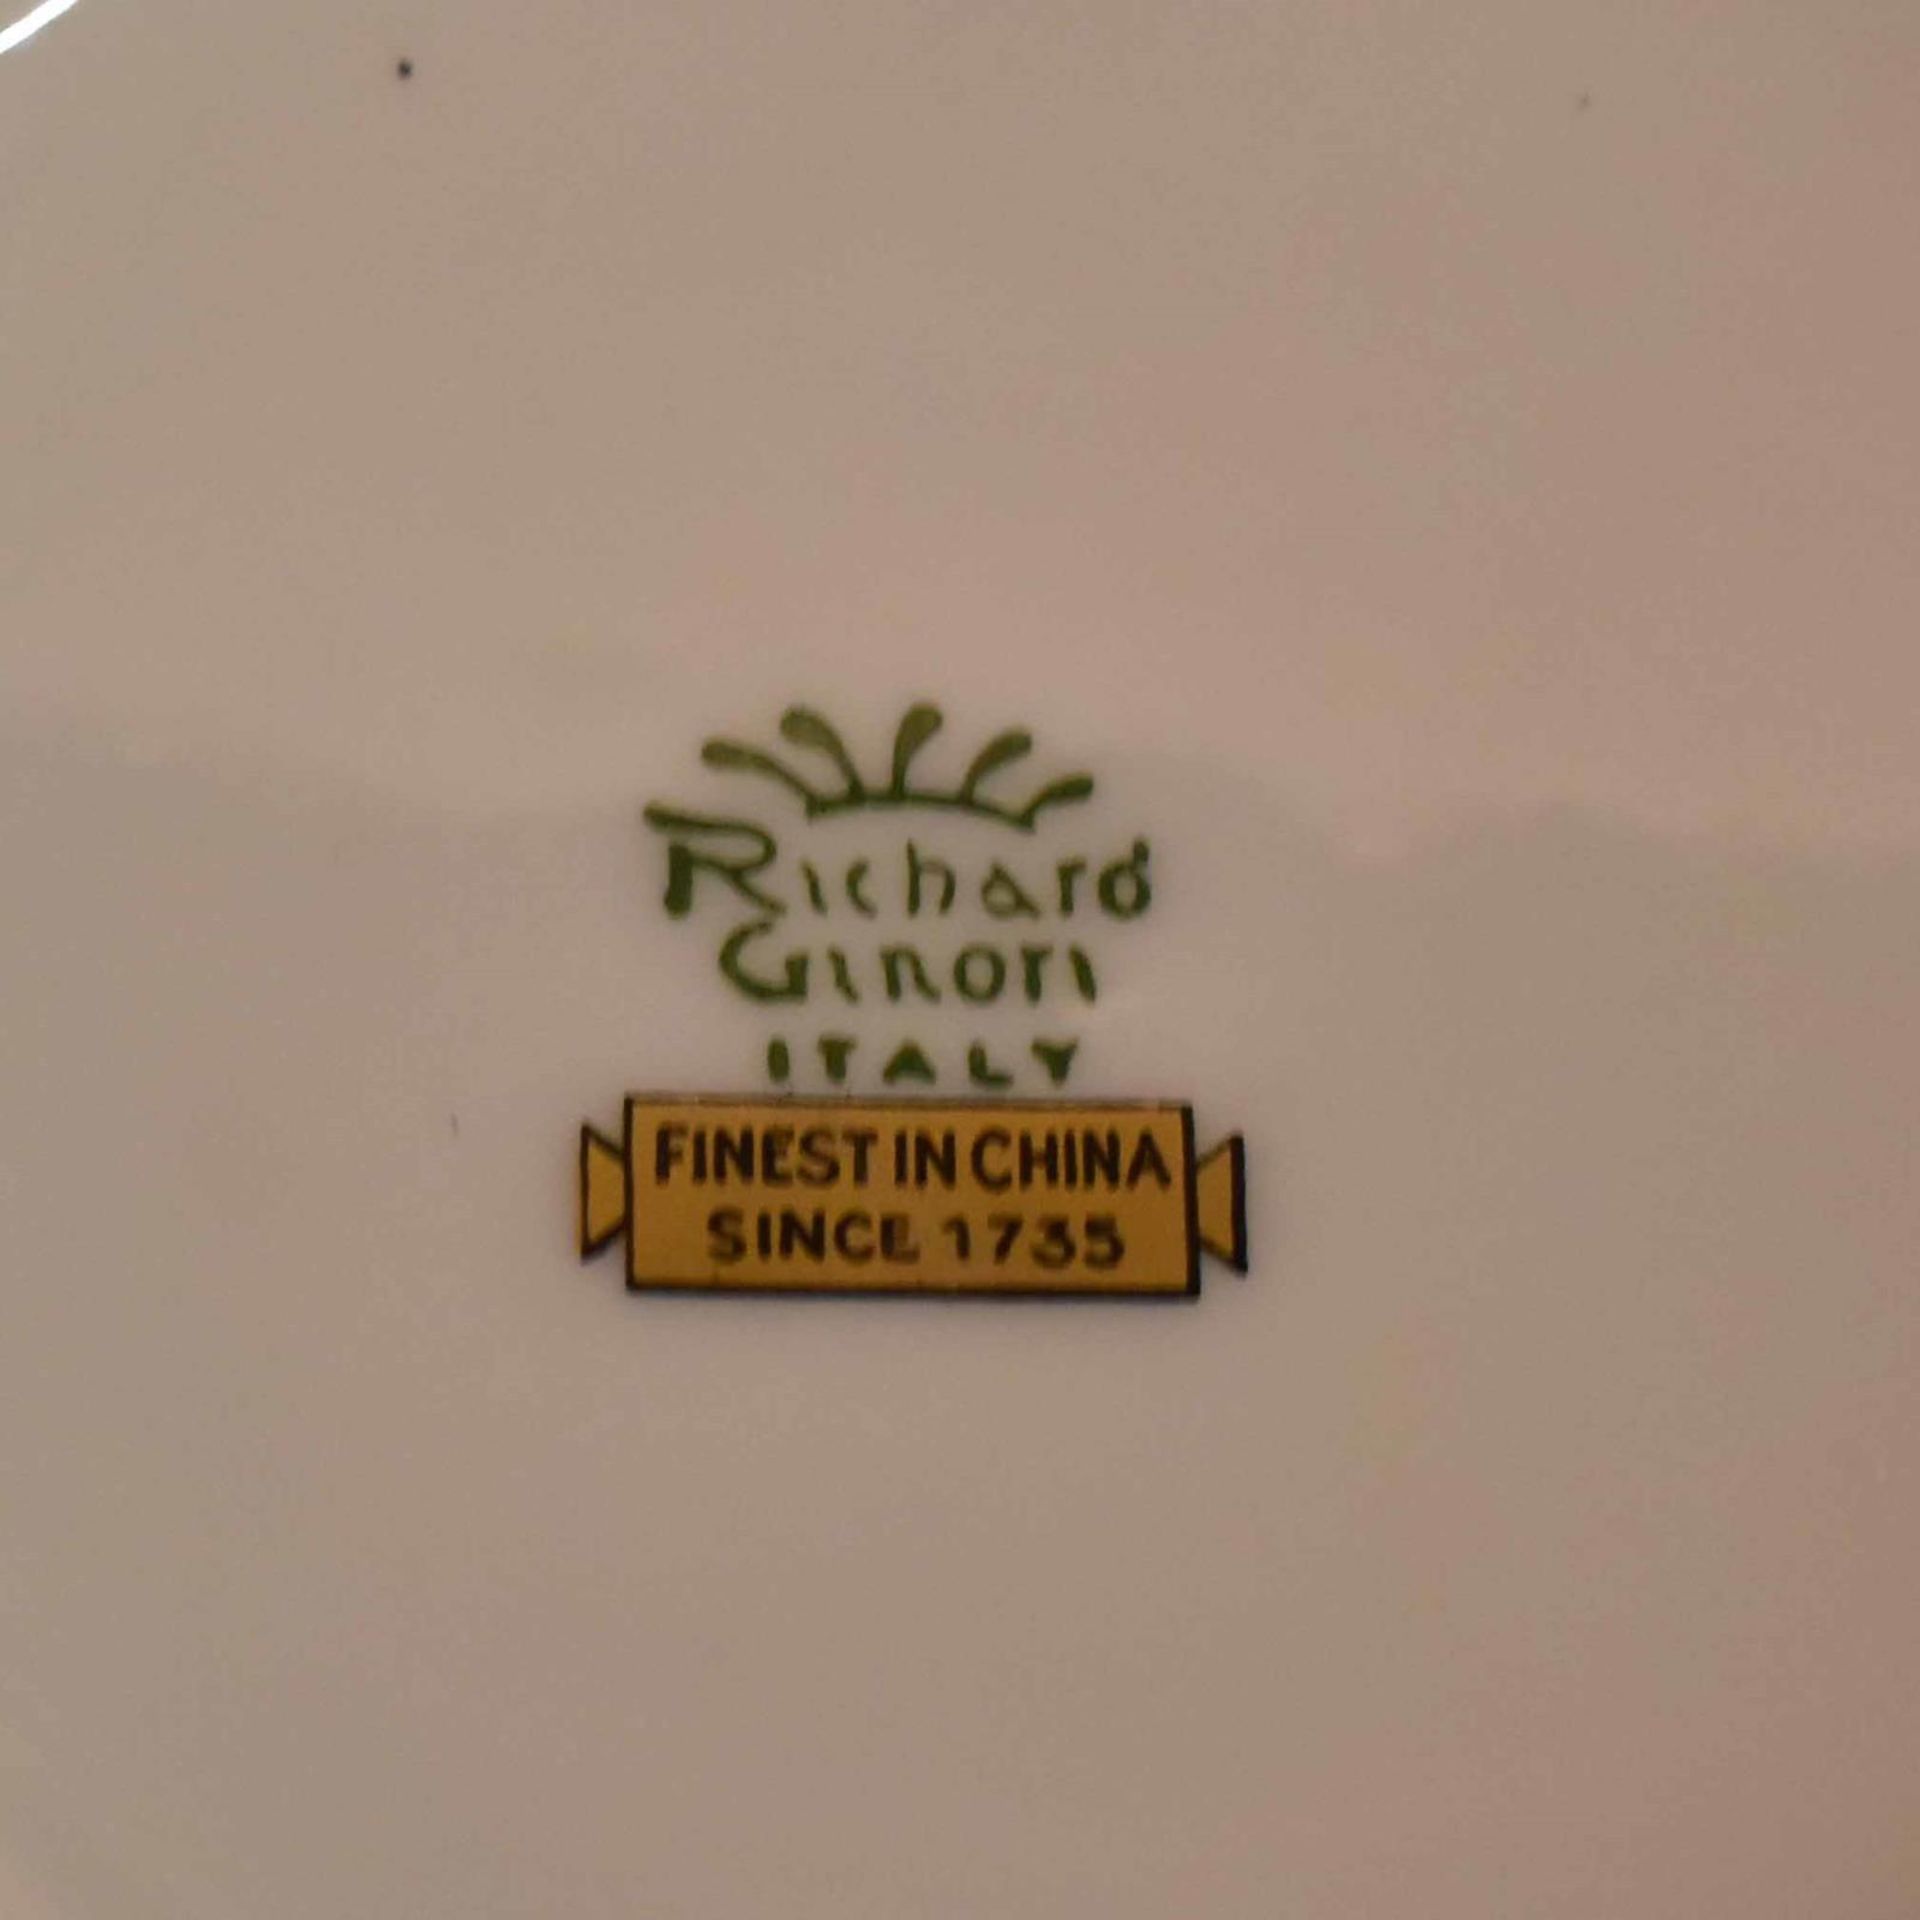 Richard
Ginori
ITALY
FINEST IN CHINA
SINCE 1735